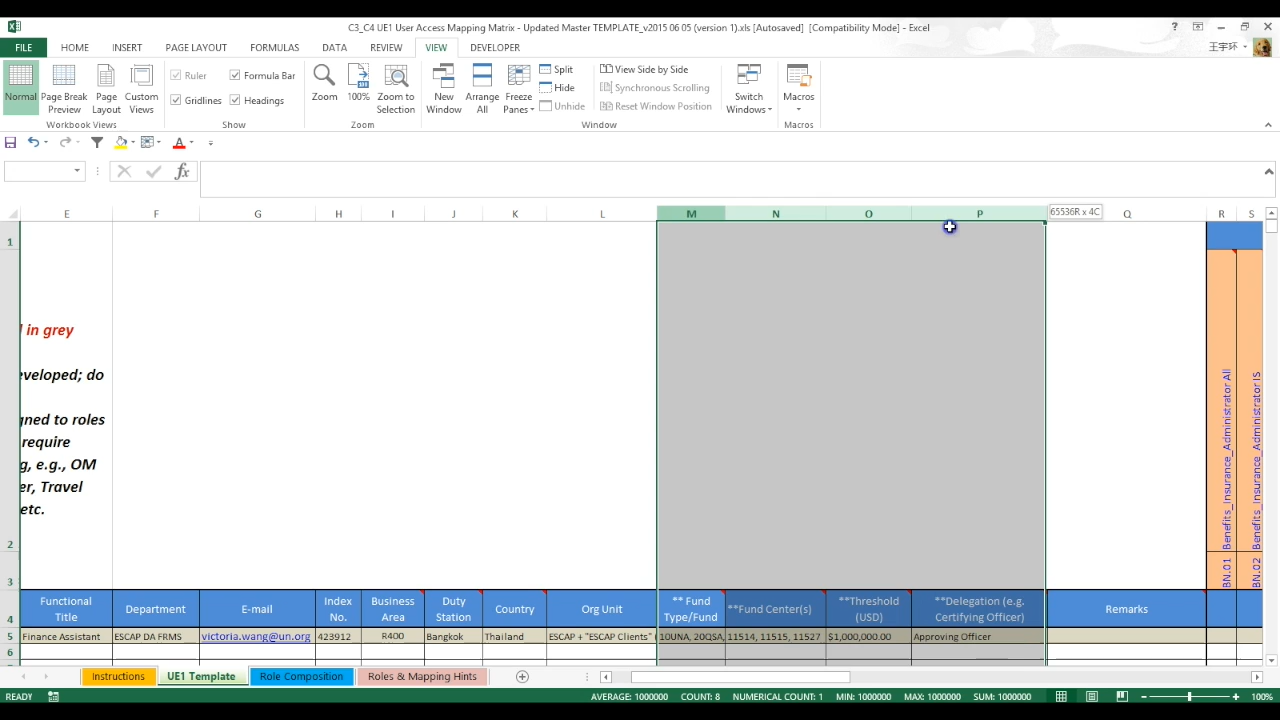 C3_C4 UE1 User Access Mapping Matrix - Updated Master TEMPLATE_v2015 06 05 (version 1).xls [Autosaved]  [Compatibility Mode] - Excel
?
FILE HOME INSERT PAGE LAYOUT FORMULAS DATA REVIEW VIEW DEVELOPER
王宇环
Normal
Page Break Preview
Page Layout
Custom Views
Workbook Views
Ruler
Formula Bar
Gridlines
Headings
Show
Zoom
100%
Zoom to Selection
Zoom
New Window
Arrange All
Freeze Panes
Split
Hide
Unhide
View Side by Side
Synchronous Scrolling
Reset Window Position
Window
Switch Windows
Macros
Macros
fx
E F G H I J K L M N O P Q R S
65536R x 4C
1
in grey
eveloped; do
gned to roles
require
g, e.g., OM
er, Travel
etc.
2
3
Benefits_Insurance_Administrator All
BN.01
Benefits_Insurance_Administrator IS
BN.02
4
Functional Title
Department
E-mail
Index No.
Business Area
Duty Station
Country
Org Unit
** Fund Type/Fund
**Fund Center(s)
**Threshold (USD)
**Delegation (e.g. Certifying Officer)
Remarks
5 Finance Assistant ESCAP DA FRMS victoria.wang@un.org 423912 R400 Bangkok Thailand ESCAP + "ESCAP Clients" ( 10UNA, 20QSA, 11514, 11515, 11527 $1,000,000.00 Approving Officer
6
Instructions UE1 Template Role Composition Roles & Mapping Hints
READY AVERAGE: 1000000 COUNT: 8 NUMERICAL COUNT: 1 MIN: 1000000 MAX: 1000000 SUM: 1000000 100%